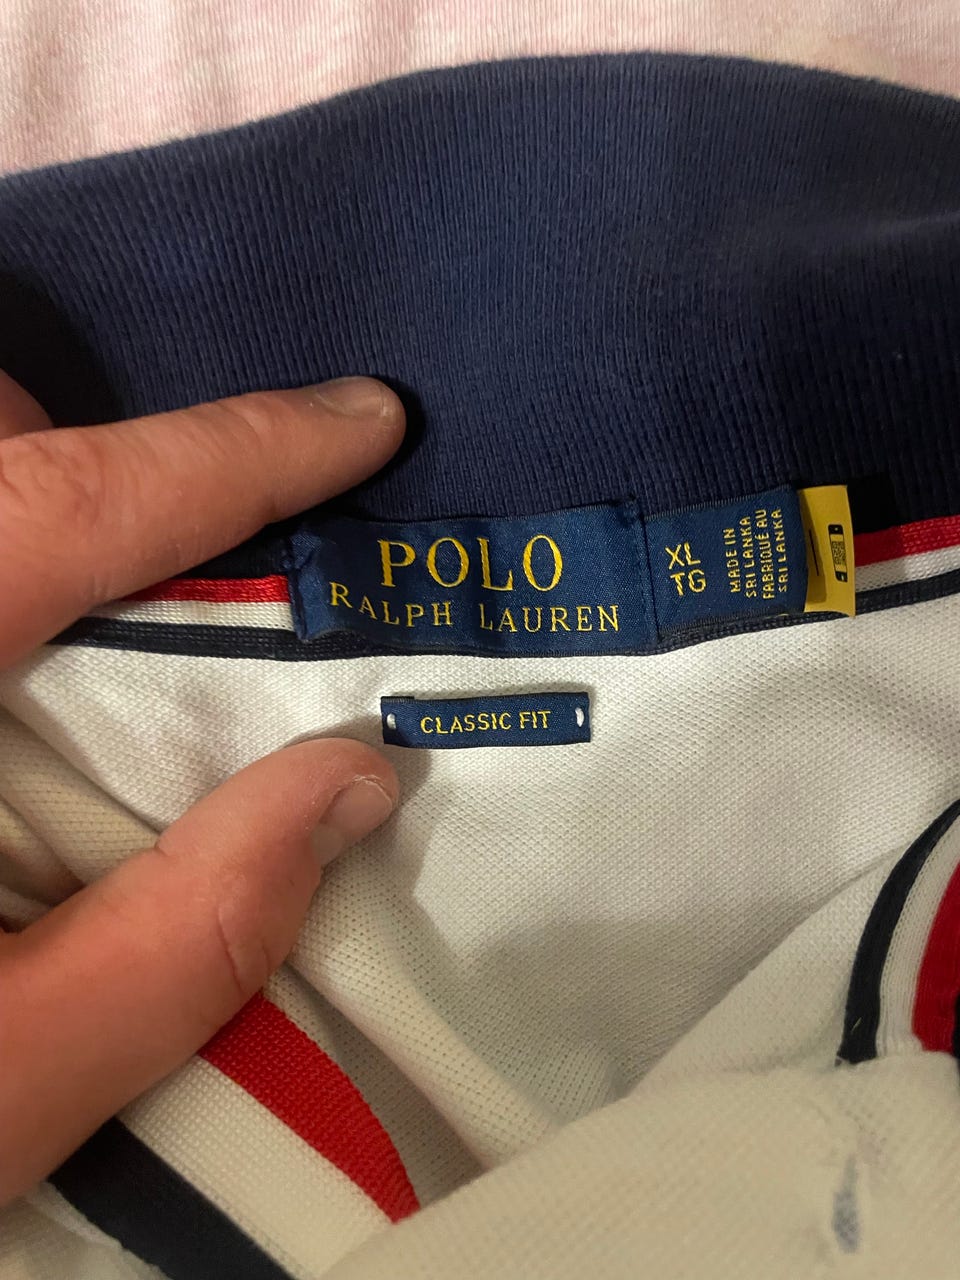 POLO
RALPH LAUREN
XL
TG
MADE IN
SRI LANKA
FABRIQUÉ AU
SRI LANKA
CLASSIC FIT